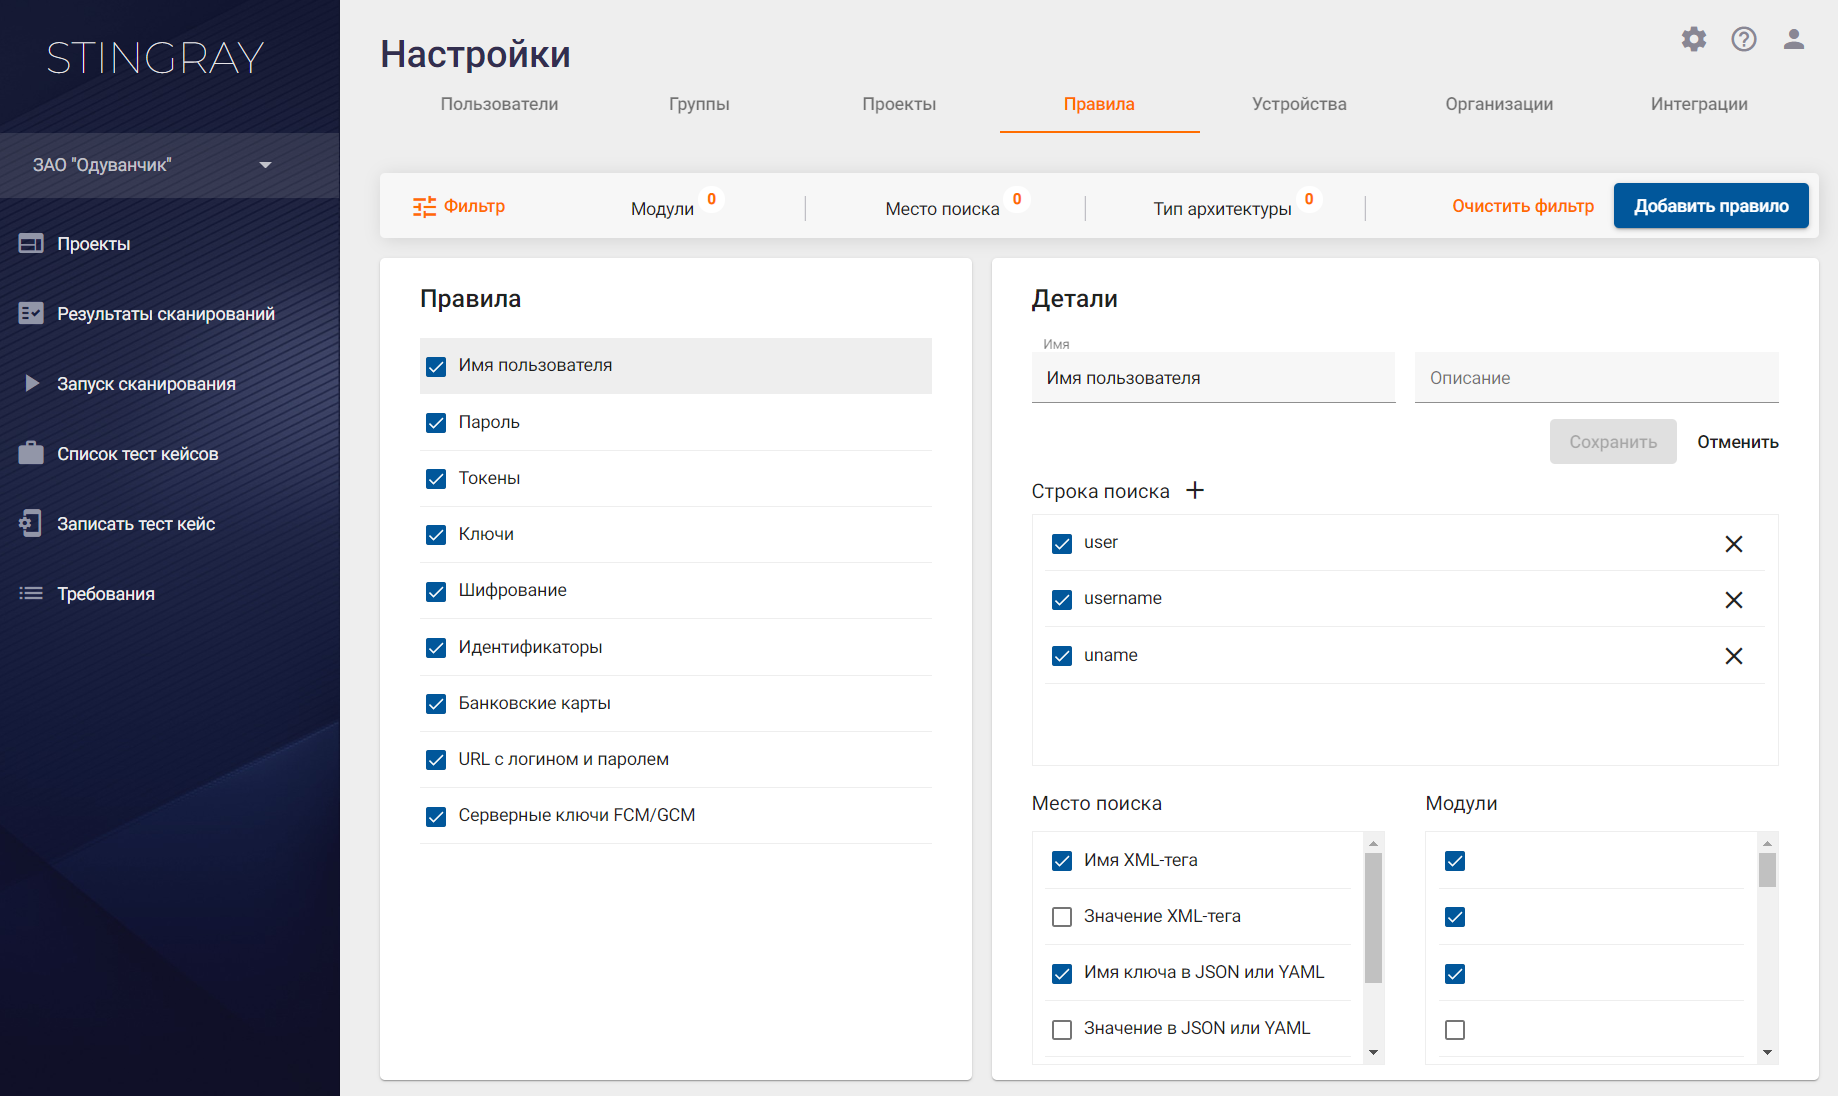 STINGRAY
ЗАО "Одуванчик"
Проекты
Результаты сканирований
Запуск сканирования
Список тест кейсов
Записать тест кейс
Требования
Настройки
Пользователи Группы Проекты Правила Устройства Организации Интеграции
Фильтр Модули 0 Место поиска 0 Тип архитектуры 0 Очистить фильтр Добавить правило
Правила
Имя пользователя
Пароль
Токены
Ключи
Шифрование
Идентификаторы
Банковские карты
URL с логином и паролем
Серверные ключи FCM/GCM
Детали
Имя
Имя пользователя Описание
Сохранить Отменить
Строка поиска
user
username
uname
Место поиска
Имя XML-тега
Значение XML-тега
Имя ключа в JSON или YAML
Значение в JSON или YAML
Модули